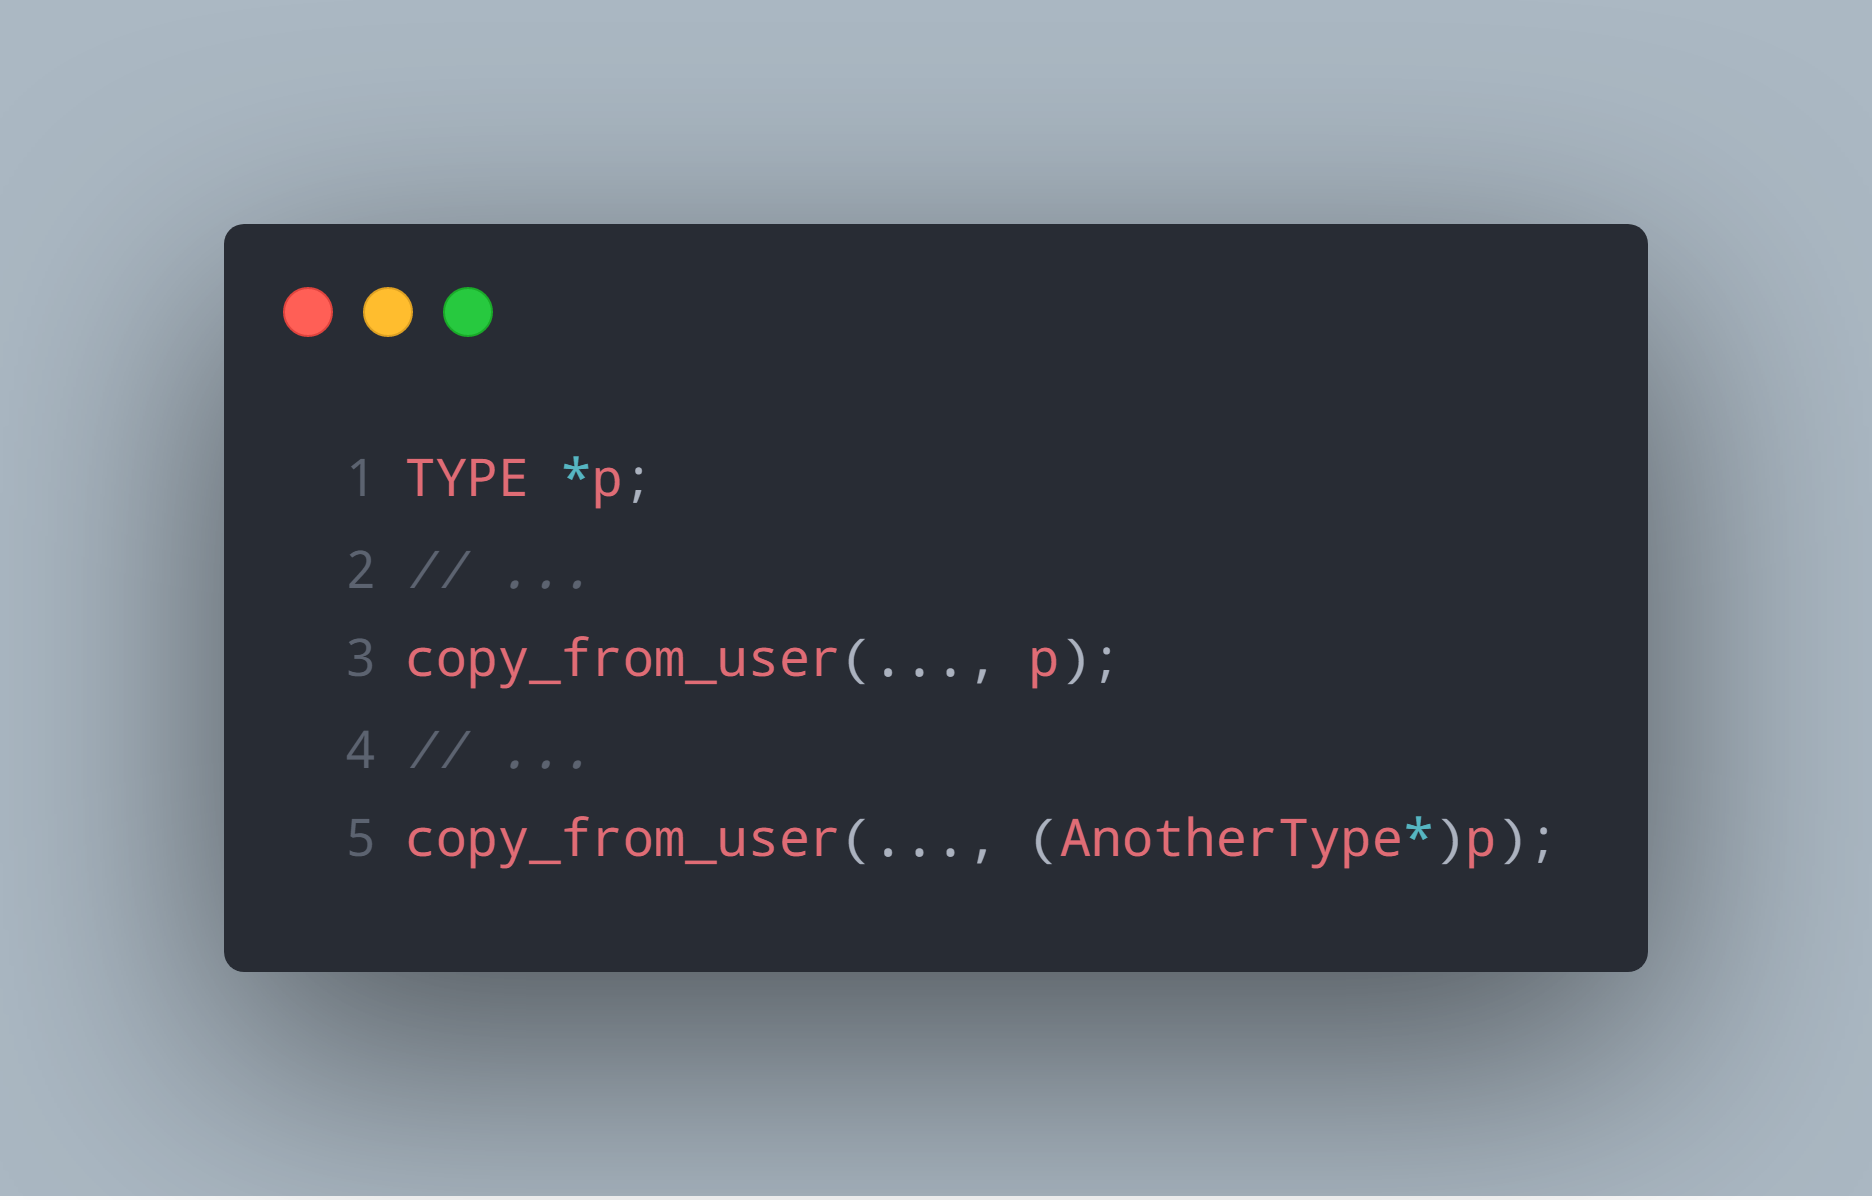 1 TYPE *p;
2 // ...
3 copy_from_user(..., p);
4 // ...
5 copy_from_user(..., (AnotherType*)p);